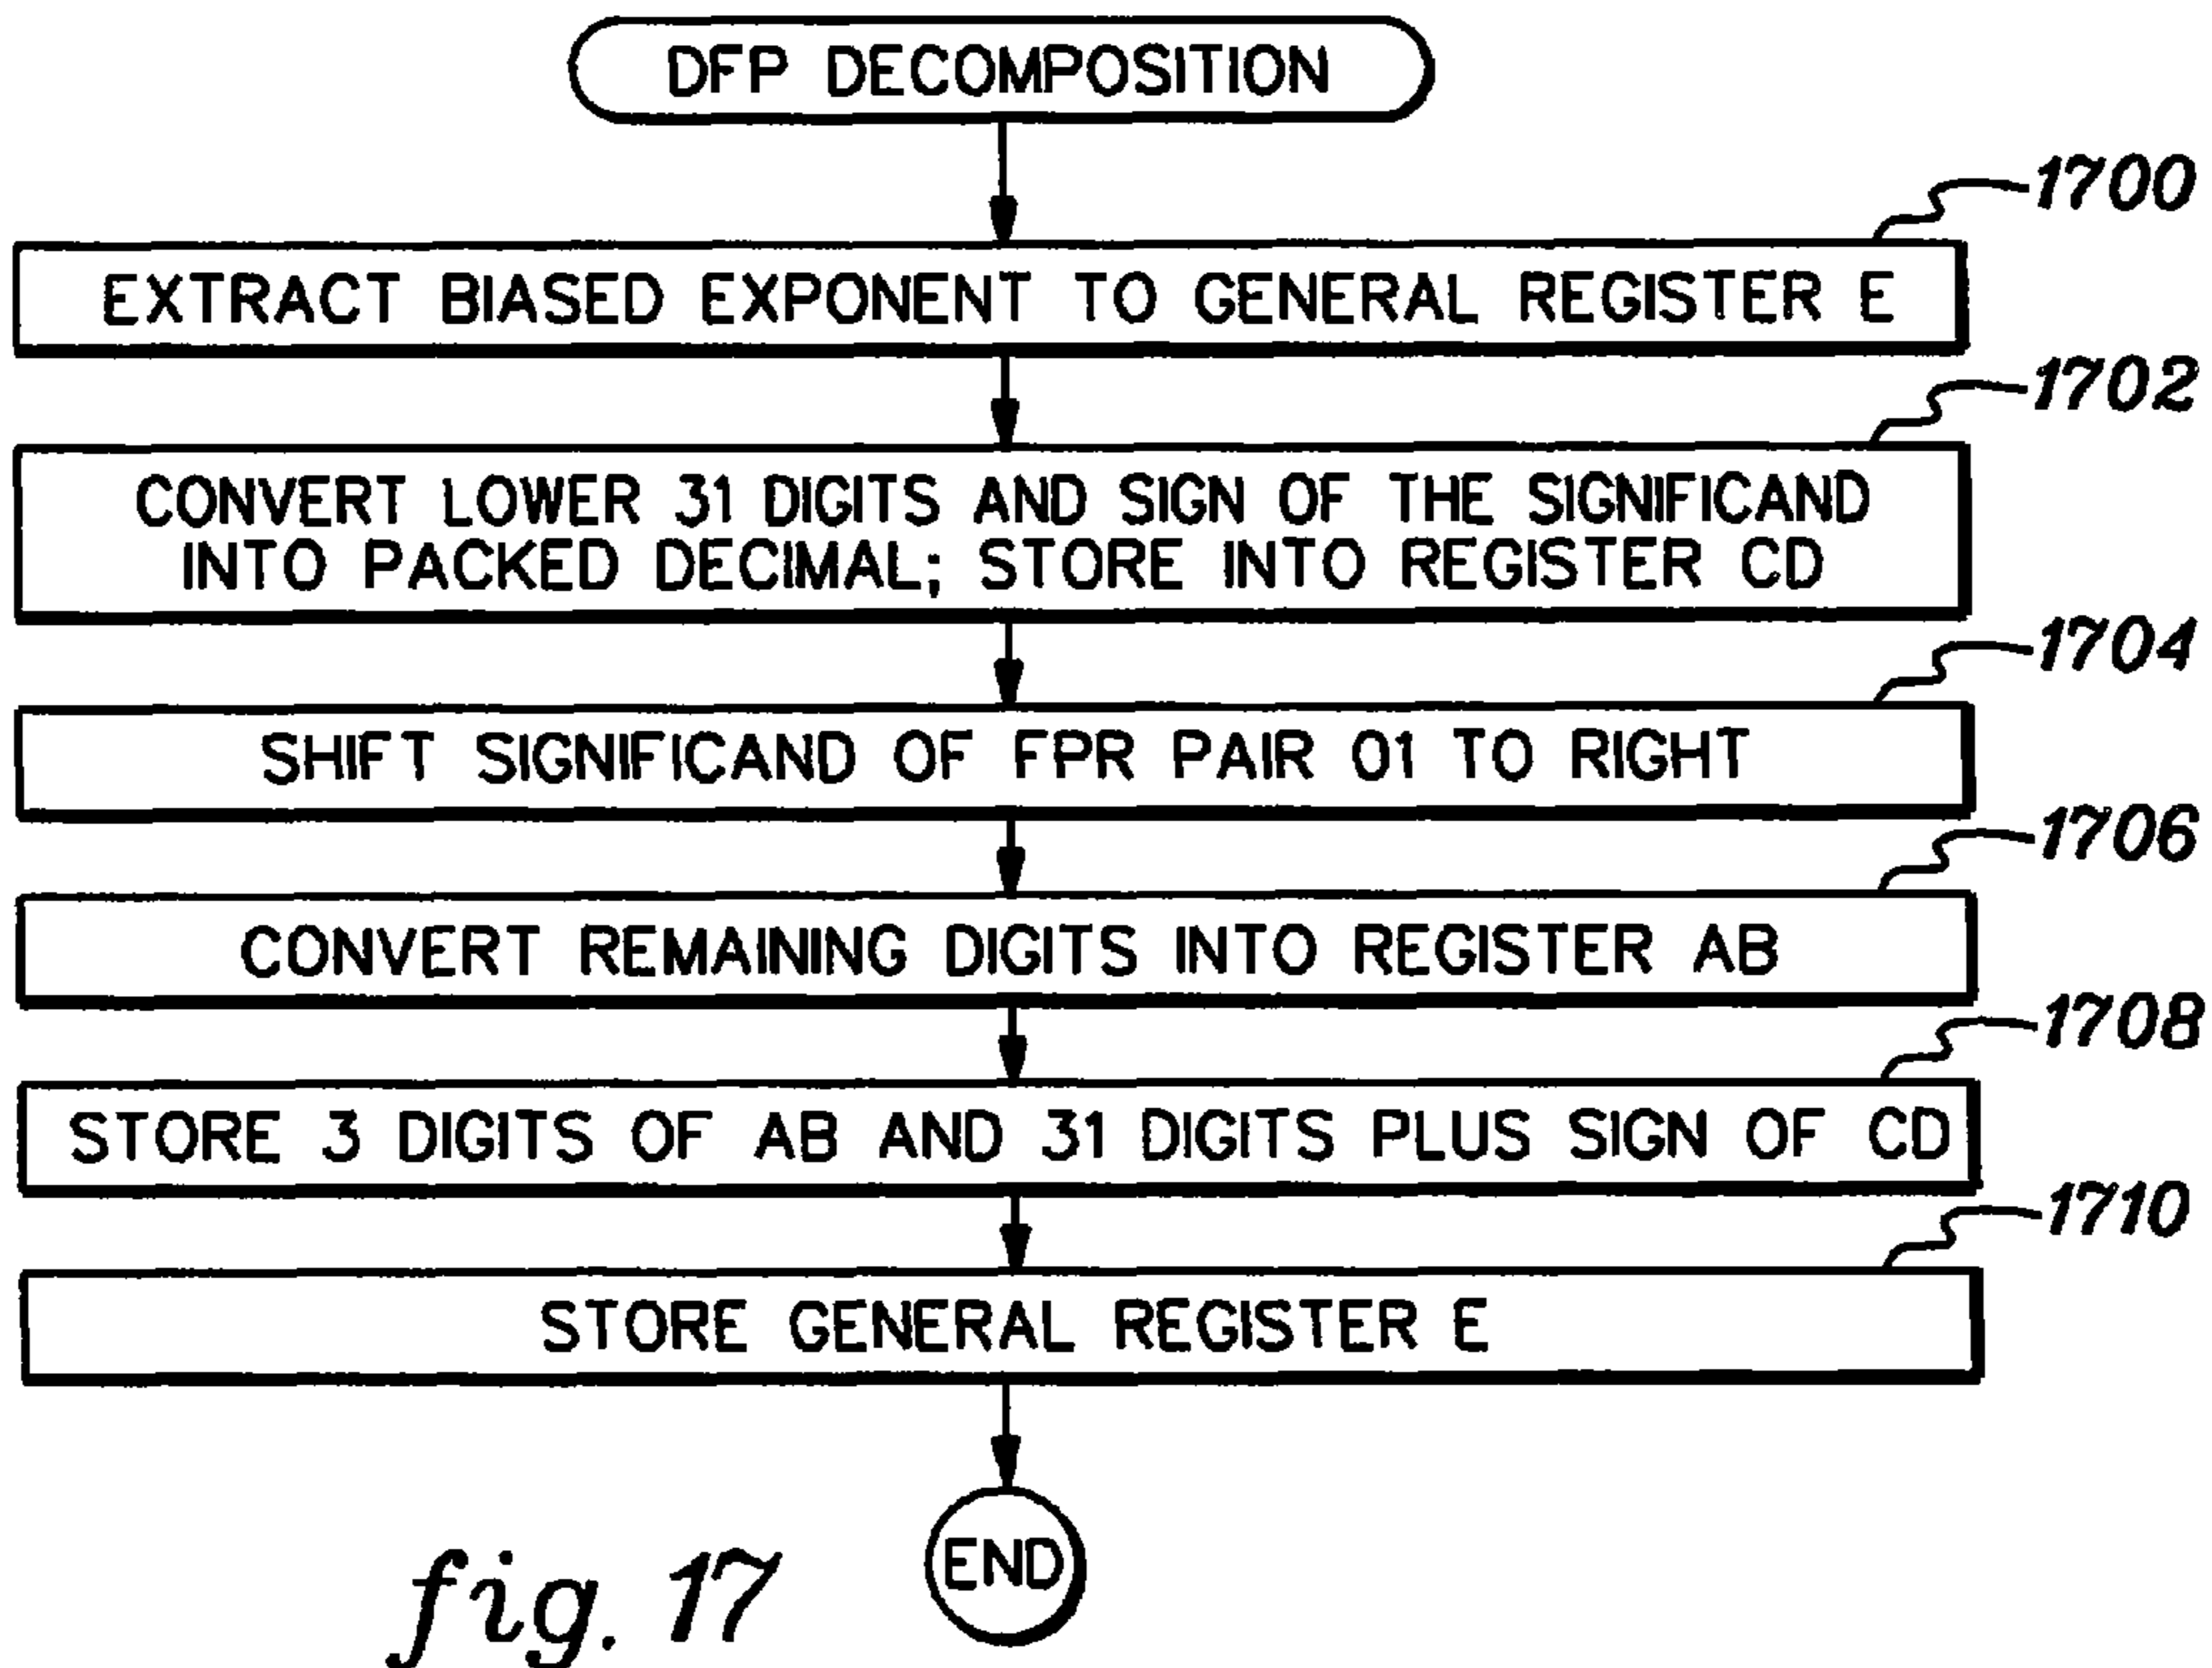 DFP DECOMPOSITION
1700
EXTRACT BIASED EXPONENT TO GENERAL REGISTER E
1702
CONVERT LOWER 31 DIGITS AND SIGN OF THE SIGNIFICAND
INTO PACKED DECIMAL; STORE INTO REGISTER CD
1704
SHIFT SIGNIFICAND OF FPR PAIR 01 TO RIGHT
1706
CONVERT REMAINING DIGITS INTO REGISTER AB
1708
STORE 3 DIGITS OF AB AND 31 DIGITS PLUS SIGN OF CD
1710
STORE GENERAL REGISTER E
END
fig. 17